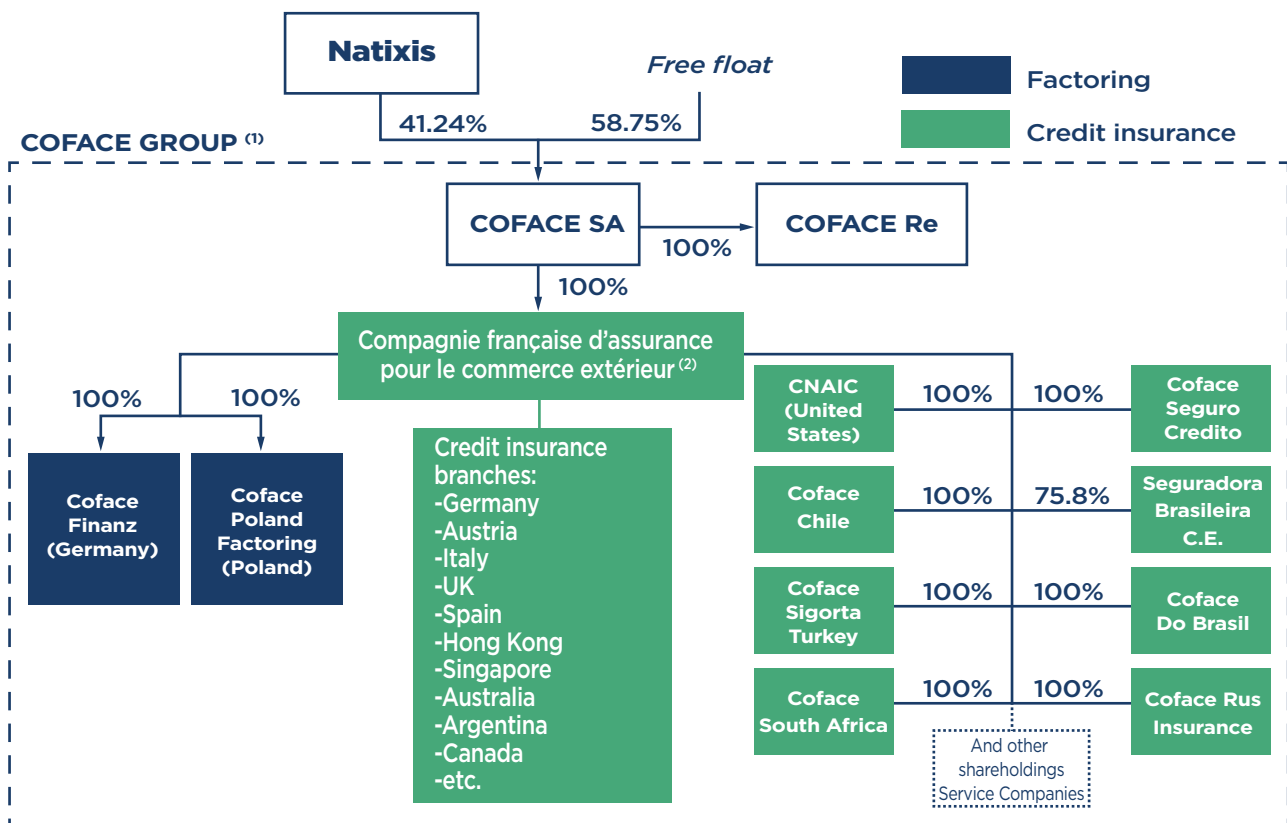 Natixis
Free float
Factoring
Credit insurance
41.24%
58.75%
COFACE GROUP (1)
COFACE SA
100%
COFACE Re
100%
Compagnie française d'assurance
pour le commerce extérieur (2)
100%
100%
Coface
Finanz
(Germany)
Coface
Poland
Factoring
(Poland)
Credit insurance
branches:
-Germany
-Austria
-Italy
-UK
-Spain
-Hong Kong
-Singapore
-Australia
-Argentina
-Canada
-etc.
CNAIC
(United
States)
100%
100%
Coface
Seguro
Credito
Coface
Chile
100%
75.8%
Seguradora
Brasileira
C.E.
Coface
Sigorta
Turkey
100%
100%
Coface
Do Brasil
Coface
South Africa
100%
100%
Coface Rus
Insurance
And other
shareholdings
Service Companies